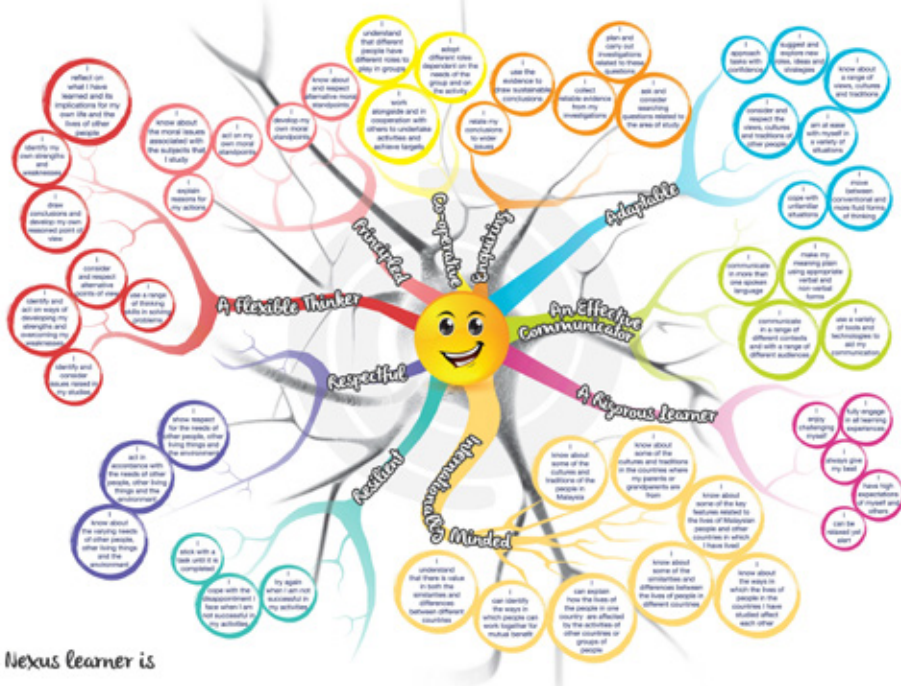 I
understand
that different
people have
different roles to
play in groups
I
adopt
different roles
dependent on the
needs of the
group and on
the activity
I
work
alongside and in
cooperation with
others to undertake
activities and
achieve targets
I
know about
and respect
alternative moral
standpoints
I
develop my
own moral
standpoints
I
act on my
own moral
standpoints
I
know about
the moral issues
associated with
the subjects that
I study
I
explain
reasons for
my actions
I
reflect on
what I have
learned and its
implications for my
own life and the
lives of other
people
I
identify my
own strengths
and
weaknesses
I
draw
conclusions and
develop my own
reasoned point of
view
I
consider
and respect
alternative
points of view
I
use a range
of thinking
skills in solving
problems
I
identify and
act on ways of
developing my
strengths and
overcoming my
weaknesses
I
identify and
consider
issues raised in
my studies
I
plan and
carry out
investigations
related to these
questions
I
use the
evidence to
draw sustainable
conclusions
I
collect
reliable evidence
from my
investigations
I
ask and
consider
searching
questions related to
the area of study
I
relate my
conclusions
to wider
issues
I
approach
tasks with
confidence
I
suggest and
explore new
roles, ideas and
strategies
I
know about
a range of
views, cultures
and traditions
I
consider and
respect the
views, cultures
and traditions of
other people
I
am at ease
with myself in
a variety of
situations
I
cope with
unfamiliar
situations
I
move
between
conventional and
more fluid forms
of thinking
Principled
Co-operative
Enquiring
Adaptable
A Flexible Thinker
An Effective
Communicator
Respectful
A Rigorous Learner
Resilient
Internationally Minded
I
communicate
in more than
one spoken
language
I
make my
meaning plain
using appropriate
verbal and
non-verbal
forms
I
communicate
in a range of
different contexts
and with a range of
different audiences
I
use a variety
of tools and
technologies to
aid my
communication
I
enjoy
challenging
myself
I
fully engage
in all learning
experiences
I
always give
my best
I
have high
expectations
of myself and
others
I
can be
relaxed yet
alert
I
show respect
for the needs of
other people, other
living things and
the environment
I
act in
accordance with
the needs of other
people, other living
things and the
environment
I
know about
the varying needs
of other people,
other living things
and the
environment
I
stick with a
task until it is
completed
I
cope with the
disappointment I
face when I am
not successful in
my activities
I
try again
when I am not
successful in
my activities
I
know about
some of the
cultures and
traditions of the
people in
Malaysia
I
know about
some of the
cultures and traditions
in the countries where
my parents or
grandparents are
from
I
know about
some of the key
features related to
the lives of Malaysian
people and other
countries in which
I have lived
I
understand
that there is value
in both the
similarities and
differences
between different
countries
I
can identify
the ways in
which people can
work together for
mutual benefit
I
can explain
how the lives of
the people in one
country are affected
by the activities of
other countries or
groups of
people
I
know about
some of the
similarities and
differences between
the lives of people in
different countries
I
know about
the ways in which
the lives of people in
the countries I have
studied affect
each other
Nexus learner is